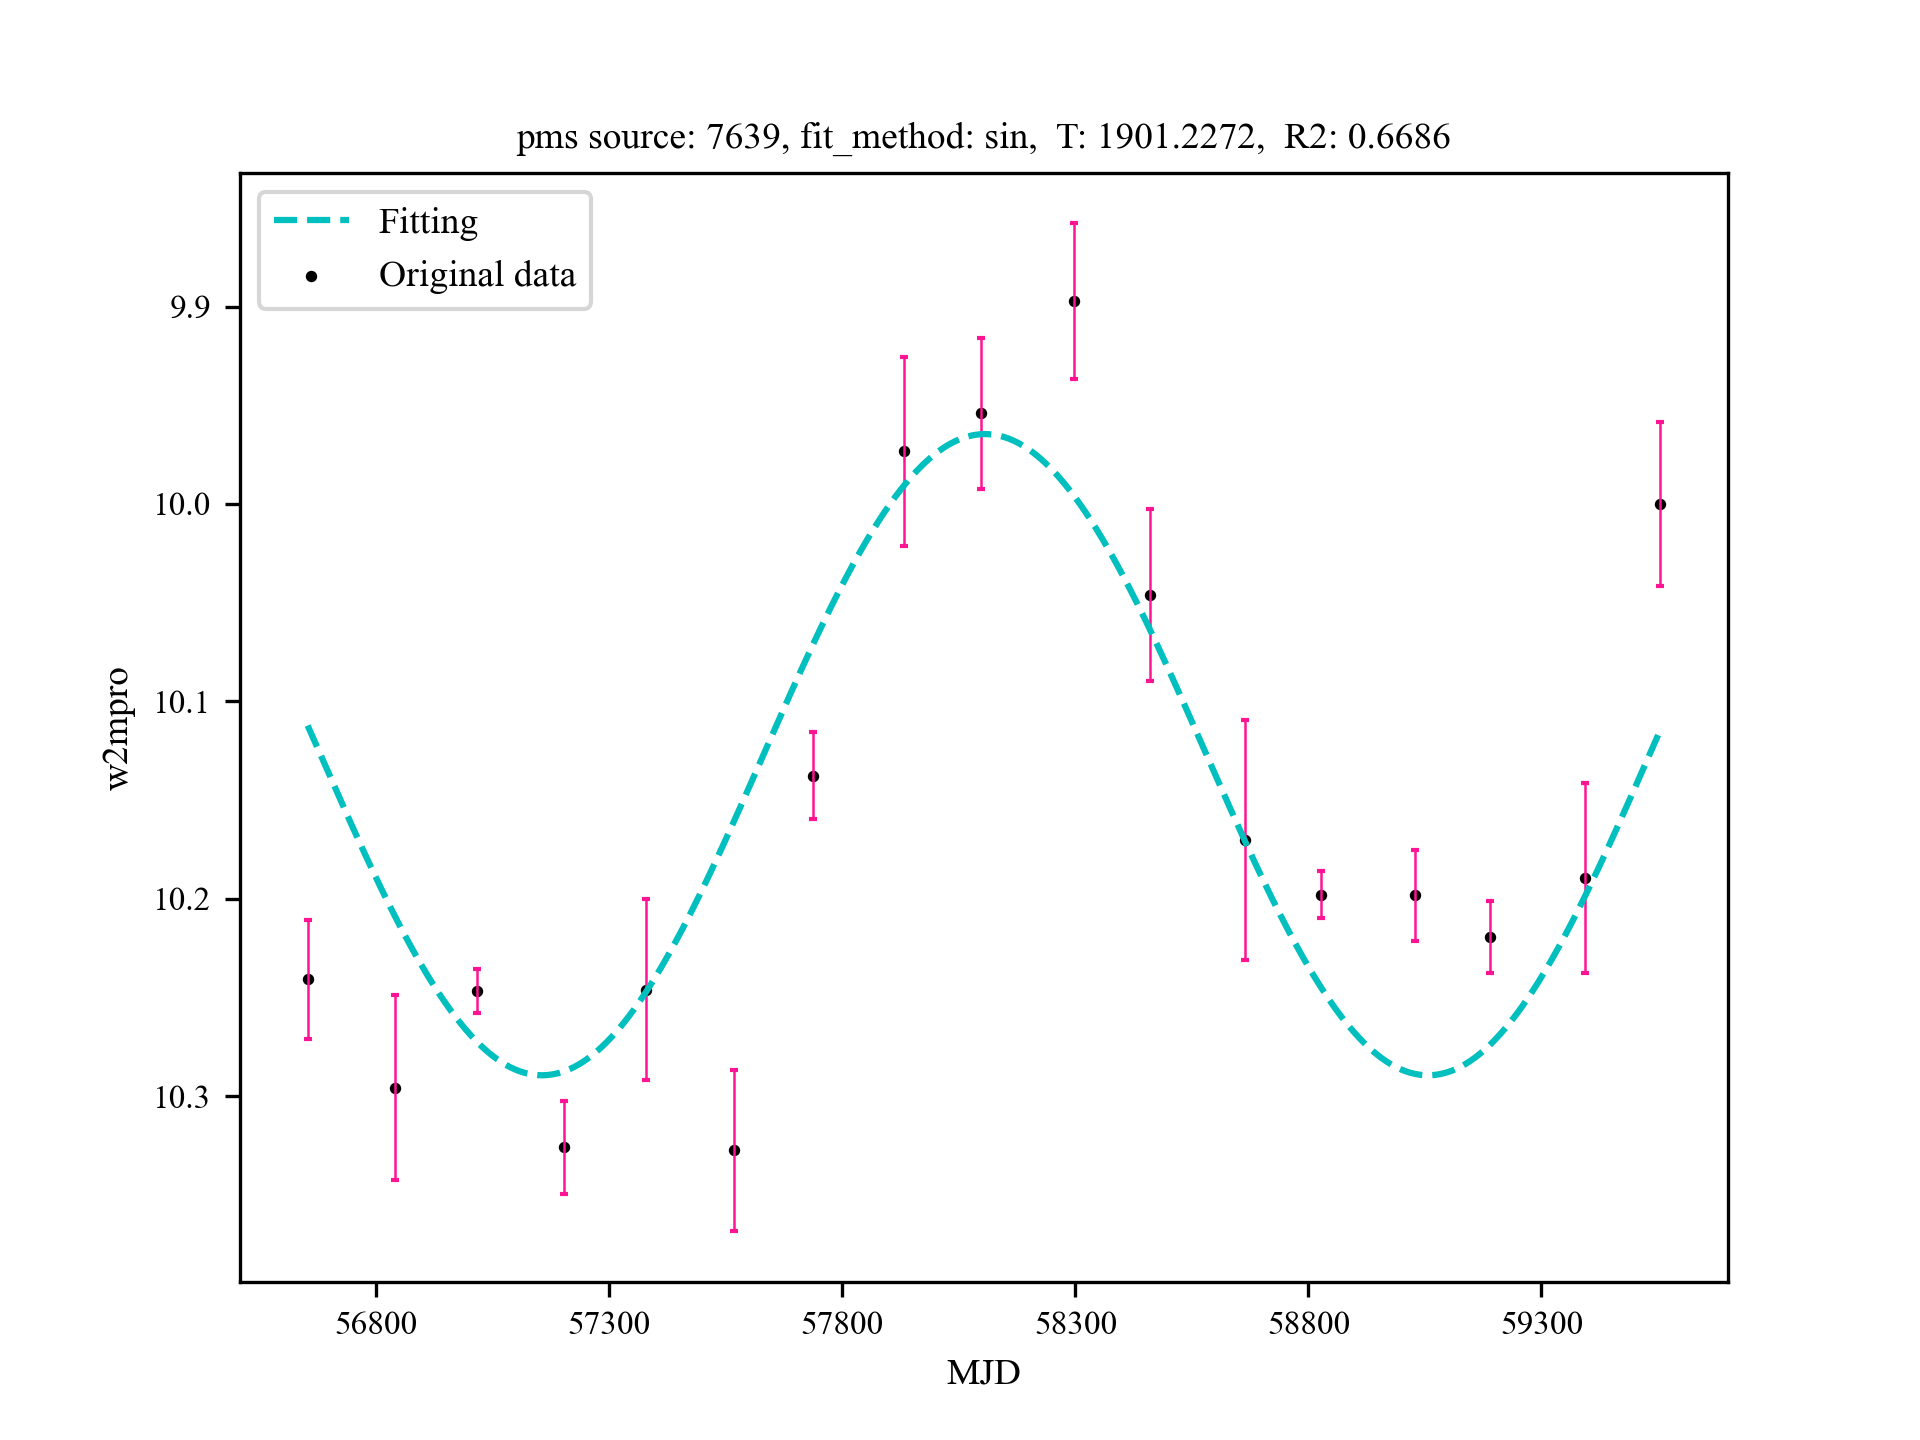 pms source: 7639, fit_method: sin,  T: 1901.2272,  R2: 0.6686
Fitting
Original data
9.9
10.0
10.1
10.2
10.3
w2mpro
56800 57300 57800 58300 58800 59300
MJD